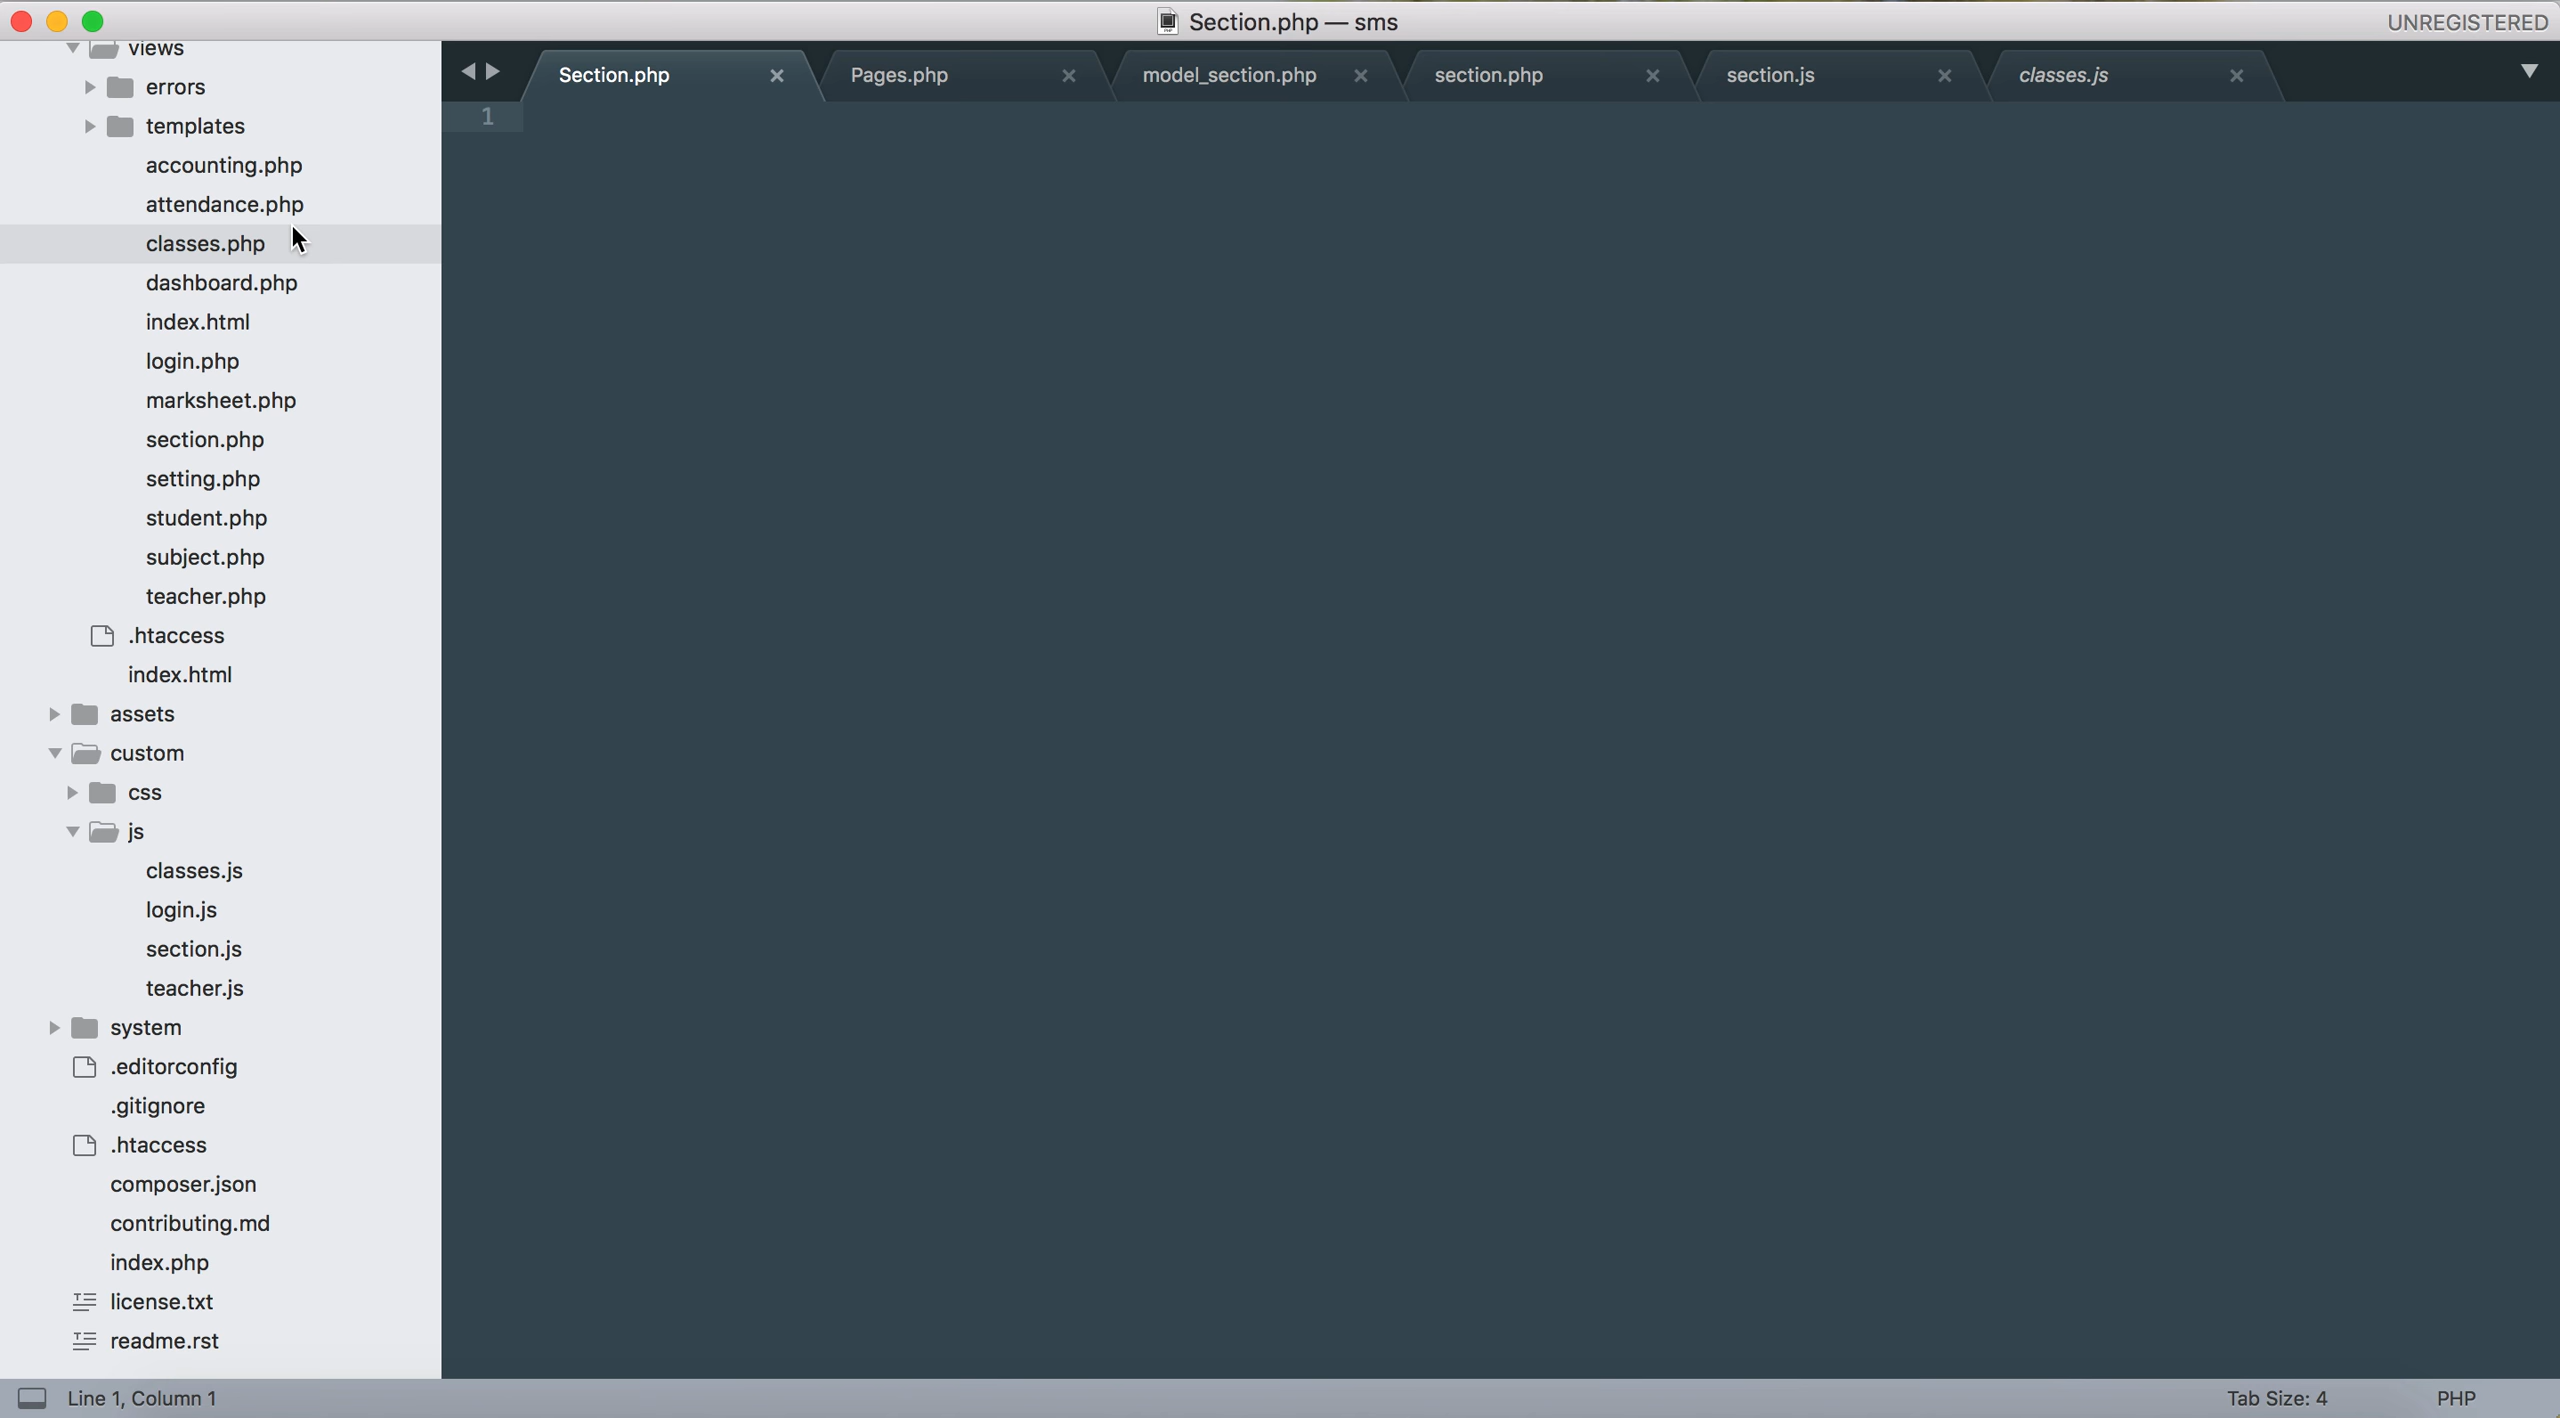 Section.php — sms
UNREGISTERED
views
errors
templates
accounting.php
attendance.php
classes.php
dashboard.php
index.html
login.php
marksheet.php
section.php
setting.php
student.php
subject.php
teacher.php
.htaccess
index.html
assets
custom
css
js
classes.js
login.js
section.js
teacher.js
system
.editorconfig
.gitignore
.htaccess
composer.json
contributing.md
index.php
license.txt
readme.rst
Section.php
Pages.php
model_section.php
section.php
section.js
classes.js
1
Line 1, Column 1
Tab Size: 4
PHP